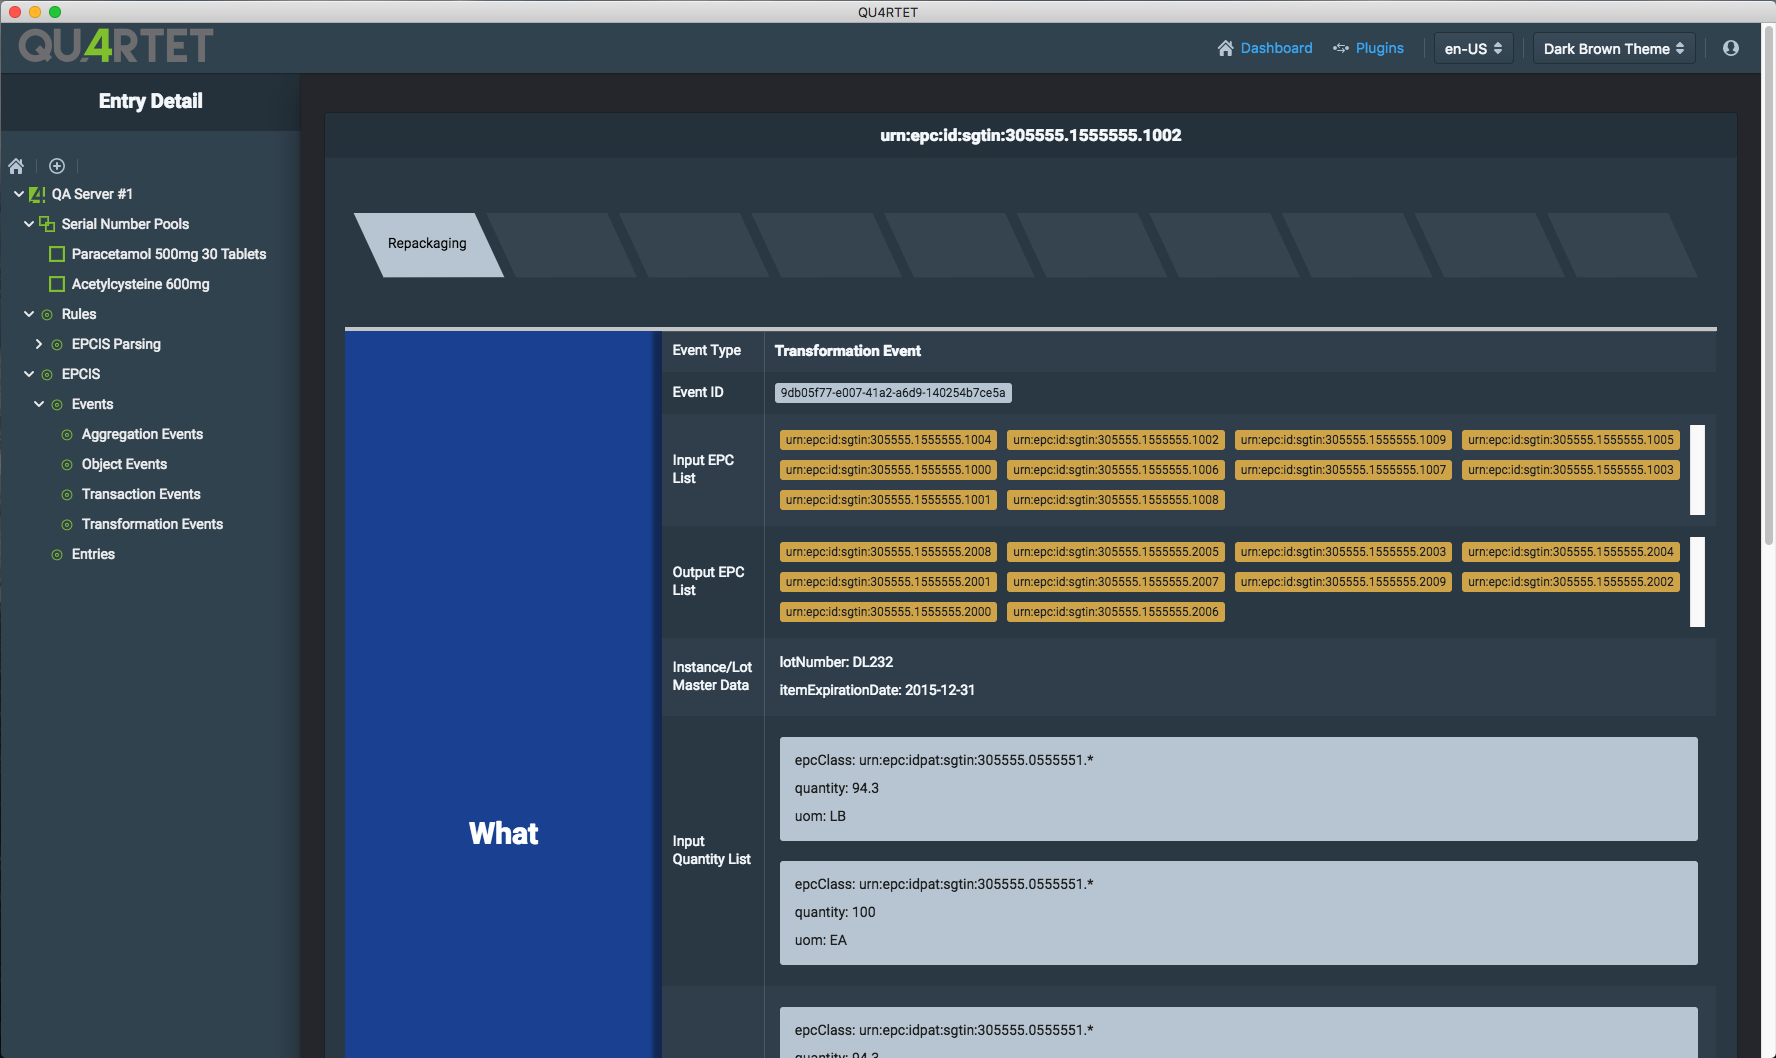 QU4RTET
QU4RTET
Dashboard
Plugins
en-US
Dark Brown Theme
Entry Detail
QA Server #1
Serial Number Pools
Paracetamol 500mg 30 Tablets
Acetylcysteine 600mg
Rules
EPCIS Parsing
EPCIS
Events
Aggregation Events
Object Events
Transaction Events
Transformation Events
Entries
urn:epc:id:sgtin:305555.1555555.1002
Repackaging
What
Event Type
Transformation Event
Event ID
9db05f77-e007-41a2-a6d9-140254b7ce5a
Input EPC
List
urn:epc:id:sgtin:305555.1555555.1004 urn:epc:id:sgtin:305555.1555555.1002 urn:epc:id:sgtin:305555.1555555.1009 urn:epc:id:sgtin:305555.1555555.1005
urn:epc:id:sgtin:305555.1555555.1000 urn:epc:id:sgtin:305555.1555555.1006 urn:epc:id:sgtin:305555.1555555.1007 urn:epc:id:sgtin:305555.1555555.1003
urn:epc:id:sgtin:305555.1555555.1001 urn:epc:id:sgtin:305555.1555555.1008
Output EPC
List
urn:epc:id:sgtin:305555.1555555.2008 urn:epc:id:sgtin:305555.1555555.2005 urn:epc:id:sgtin:305555.1555555.2003 urn:epc:id:sgtin:305555.1555555.2004
urn:epc:id:sgtin:305555.1555555.2001 urn:epc:id:sgtin:305555.1555555.2007 urn:epc:id:sgtin:305555.1555555.2009 urn:epc:id:sgtin:305555.1555555.2002
urn:epc:id:sgtin:305555.1555555.2000 urn:epc:id:sgtin:305555.1555555.2006
Instance/Lot
Master Data
lotNumber: DL232
itemExpirationDate: 2015-12-31
Input
Quantity List
epcClass: urn:epc:idpat:sgtin:305555.0555551.*
quantity: 94.3
uom: LB
epcClass: urn:epc:idpat:sgtin:305555.0555551.*
quantity: 100
uom: EA
epcClass: urn:epc:idpat:sgtin:305555.0555551.*
quantity: 94.3